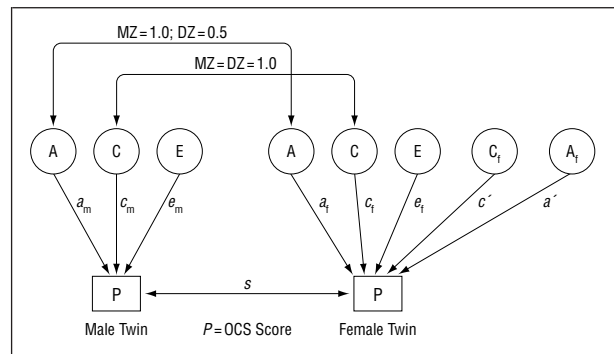 MZ=1.0; DZ=0.5
MZ=DZ=1.0
A C E A C E Cf Af
am cm em af cf ef c´ a´
P s P
Male Twin P=OCS Score Female Twin